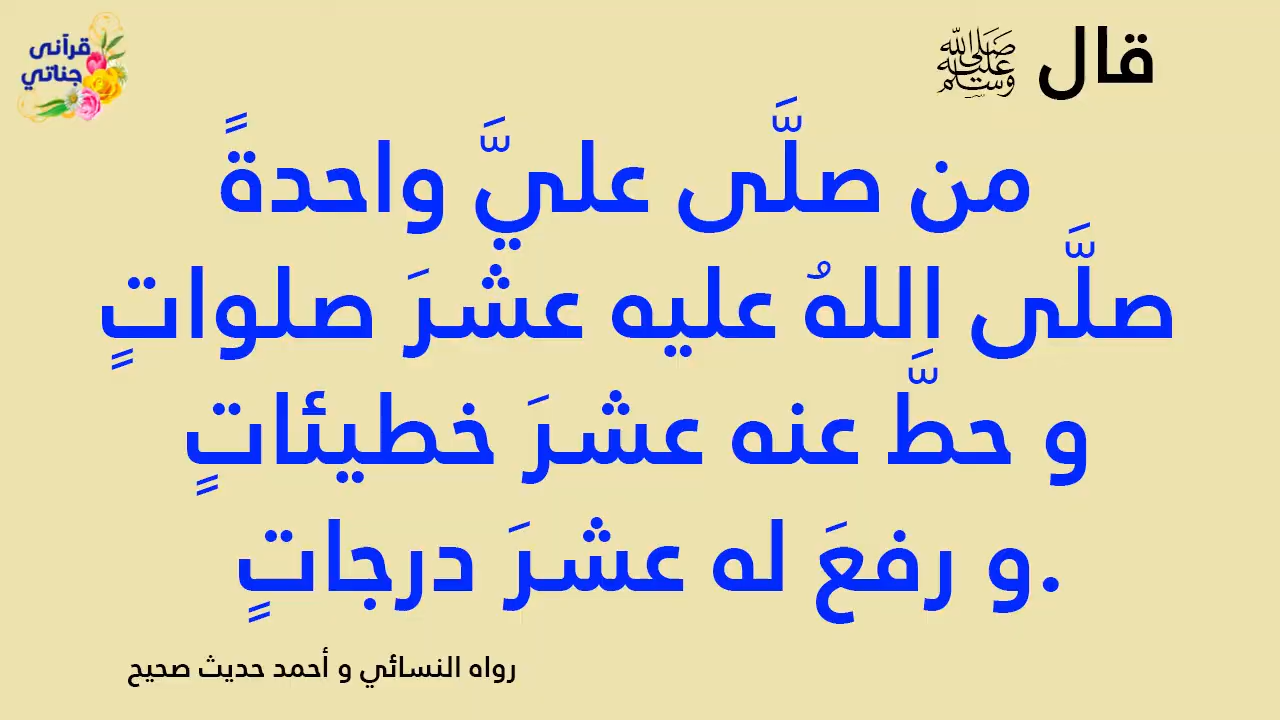 قرآنى
جناتي
قال ﷺ
من صلَّى عليَّ واحدةً
صلَّى اللهُ عليه عشرَ صلواتٍ
و حطَّ عنه عشرَ خطيئاتٍ
.و رفعَ له عشرَ درجاتٍ
رواه النسائي و أحمد حديث صحيح